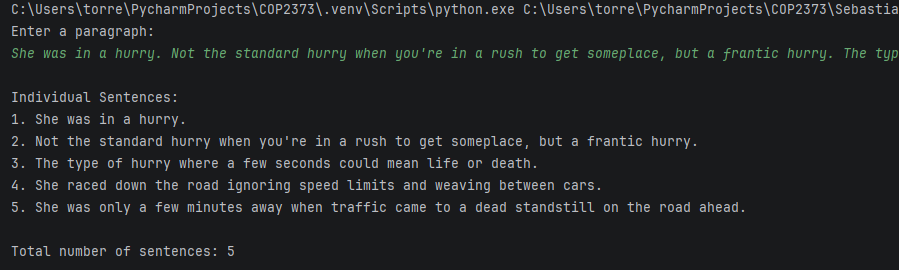 C:\Users\torre\PycharmProjects\COP2373\.venv\Scripts\python.exe C:\Users\torre\PycharmProjects\COP2373\Sebastia
Enter a paragraph:
She was in a hurry. Not the standard hurry when you're in a rush to get someplace, but a frantic hurry. The typ
Individual Sentences:
1. She was in a hurry.
2. Not the standard hurry when you're in a rush to get someplace, but a frantic hurry.
3. The type of hurry where a few seconds could mean life or death.
4. She raced down the road ignoring speed limits and weaving between cars.
5. She was only a few minutes away when traffic came to a dead standstill on the road ahead.
Total number of sentences: 5